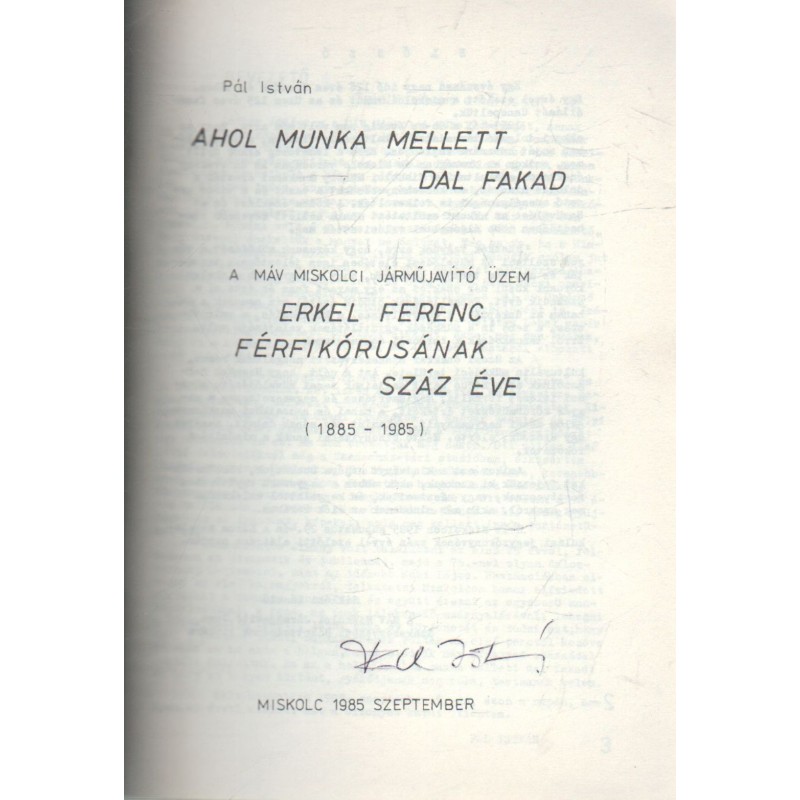 Pál István
AHOL MUNKA MELLETT
DAL FAKAD
A MÁV MISKOLCI JÁRMŰJAVÍTÓ ÜZEM
ERKEL FERENC
FÉRFIKÓRUSÁNAK
SZÁZ ÉVE
( 1885 - 1985 )
MISKOLC 1985 SZEPTEMBER